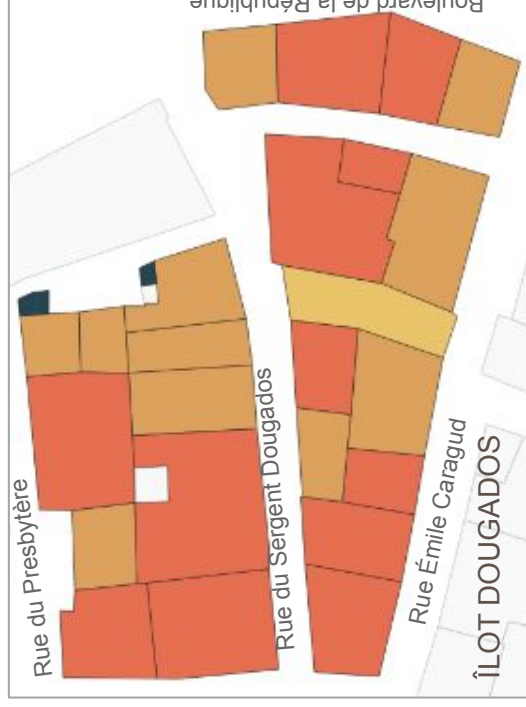 Boulevard de la République
Rue du Presbytère
Rue du Sergent Dougados
Rue Émile Caragud
ÎLOT DOUGADOS